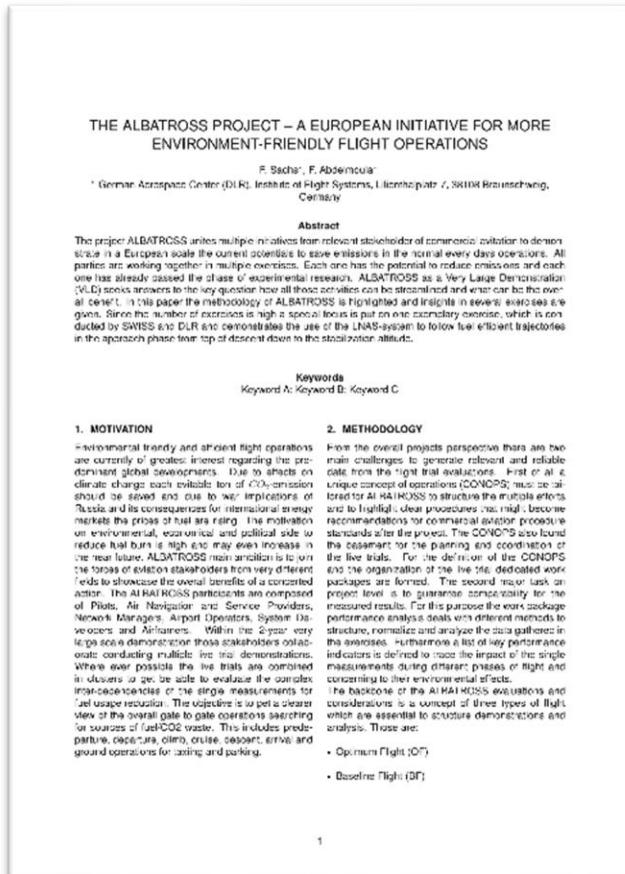 THE ALBATROSS PROJECT – A EUROPEAN INITIATIVE FOR MORE
ENVIRONMENT-FRIENDLY FLIGHT OPERATIONS
F. Sachar, F. Abdelmoular
* German Aerospace Center (DLR), Institute of Flight Systems, Lilienthalplatz 7, 38108 Braunschweig,
Germany
Abstract
The project ALBATROSS unites multiple initiatives from relevant stakeholder of commercial avitation to demon-
strate in a European scale the current potentials to save emissions in the normal every days operations. All
parties are working together in multiple exercises. Each one has the potential to reduce emissions and each
one has already passed the phase of experimental research. ALBATROSS as a Very Large Demonstration
(VLD) seeks answers to the key question how all those activities can be streamlined and what can be the over-
all benefit. In this paper the methodology of ALBATROSS is highlighted and insights in several exercises are
given. Since the number of exercises is high a special focus is put on one exemplary exercise, which is con-
ducted by SWISS and DLR and demonstrates the use of the LNAS-system to follow fuel efficient trajectories
in the approach phase from top of descent down to the stabilization altitude.
Keywords
Keyword A; Keyword B; Keyword C
1. MOTIVATION
Environmental friendly and efficient flight operations
are currently of greatest interest regarding the pre-
dominant global developments. Due to effects on
climate change each evitable ton of CO₂-emission
should be saved and due to war implications of
Russia and its consequences for international energy
markets the prices of fuel are rising. The motivation
on environmental, economical and political side to
reduce fuel burn is high and may even increase in
the near future. ALBATROSS main ambition is to join
the forces of aviation stakeholders from very different
fields to showcase the overall benefits of a concerted
action. The ALBATROSS participants are composed
of Pilots, Air Navigation and Service Providers,
Network Managers, Airport Operators, System De-
velopers and Airframers. Within the 2-year very
large scale demonstration those stakeholders collab-
orate conducting multiple live trial demonstrations.
Where ever possible the live trials are combined
in clusters to get be able to evaluate the complex
inter-dependencies of the single measurements for
fuel usage reduction. The objective is to get a clearer
view of the overall gate to gate operations searching
for sources of fuel/CO2 waste. This includes prede-
parture, departure, climb, cruise, descent, arrival and
ground operations for taxiing and parking.
2. METHODOLOGY
From the overall projects perspective there are two
main challenges to generate relevant and reliable
data from the flight trial evaluations. First of all a
unique concept of operations (CONOPS) must be tai-
lored for ALBATROSS to structure the multiple efforts
and to highlight clear procedures that might become
recommendations for commercial aviation procedure
standards after the project. The CONOPS also found
the basement for the planning and coordination of
the live trials. For the definition of the CONOPS
and the organization of the live trial dedicated work
packages are formed. The second major task on
project level is to guarantee comparability for the
measured results. For this purpose the work package
performance analysis deals with different methods to
structure, normalize and analyze the data gathered in
the exercises. Furthermore a list of key performance
indicators is defined to trace the impact of the single
measurements during different phases of flight and
concerning to their environmental effects.
The backbone of the ALBATROSS evaluations and
considerations is a concept of three types of flight
which are essential to structure demonstrations and
analysis. Those are:
• Optimum Flight (OF)
• Baseline Flight (BF)
1